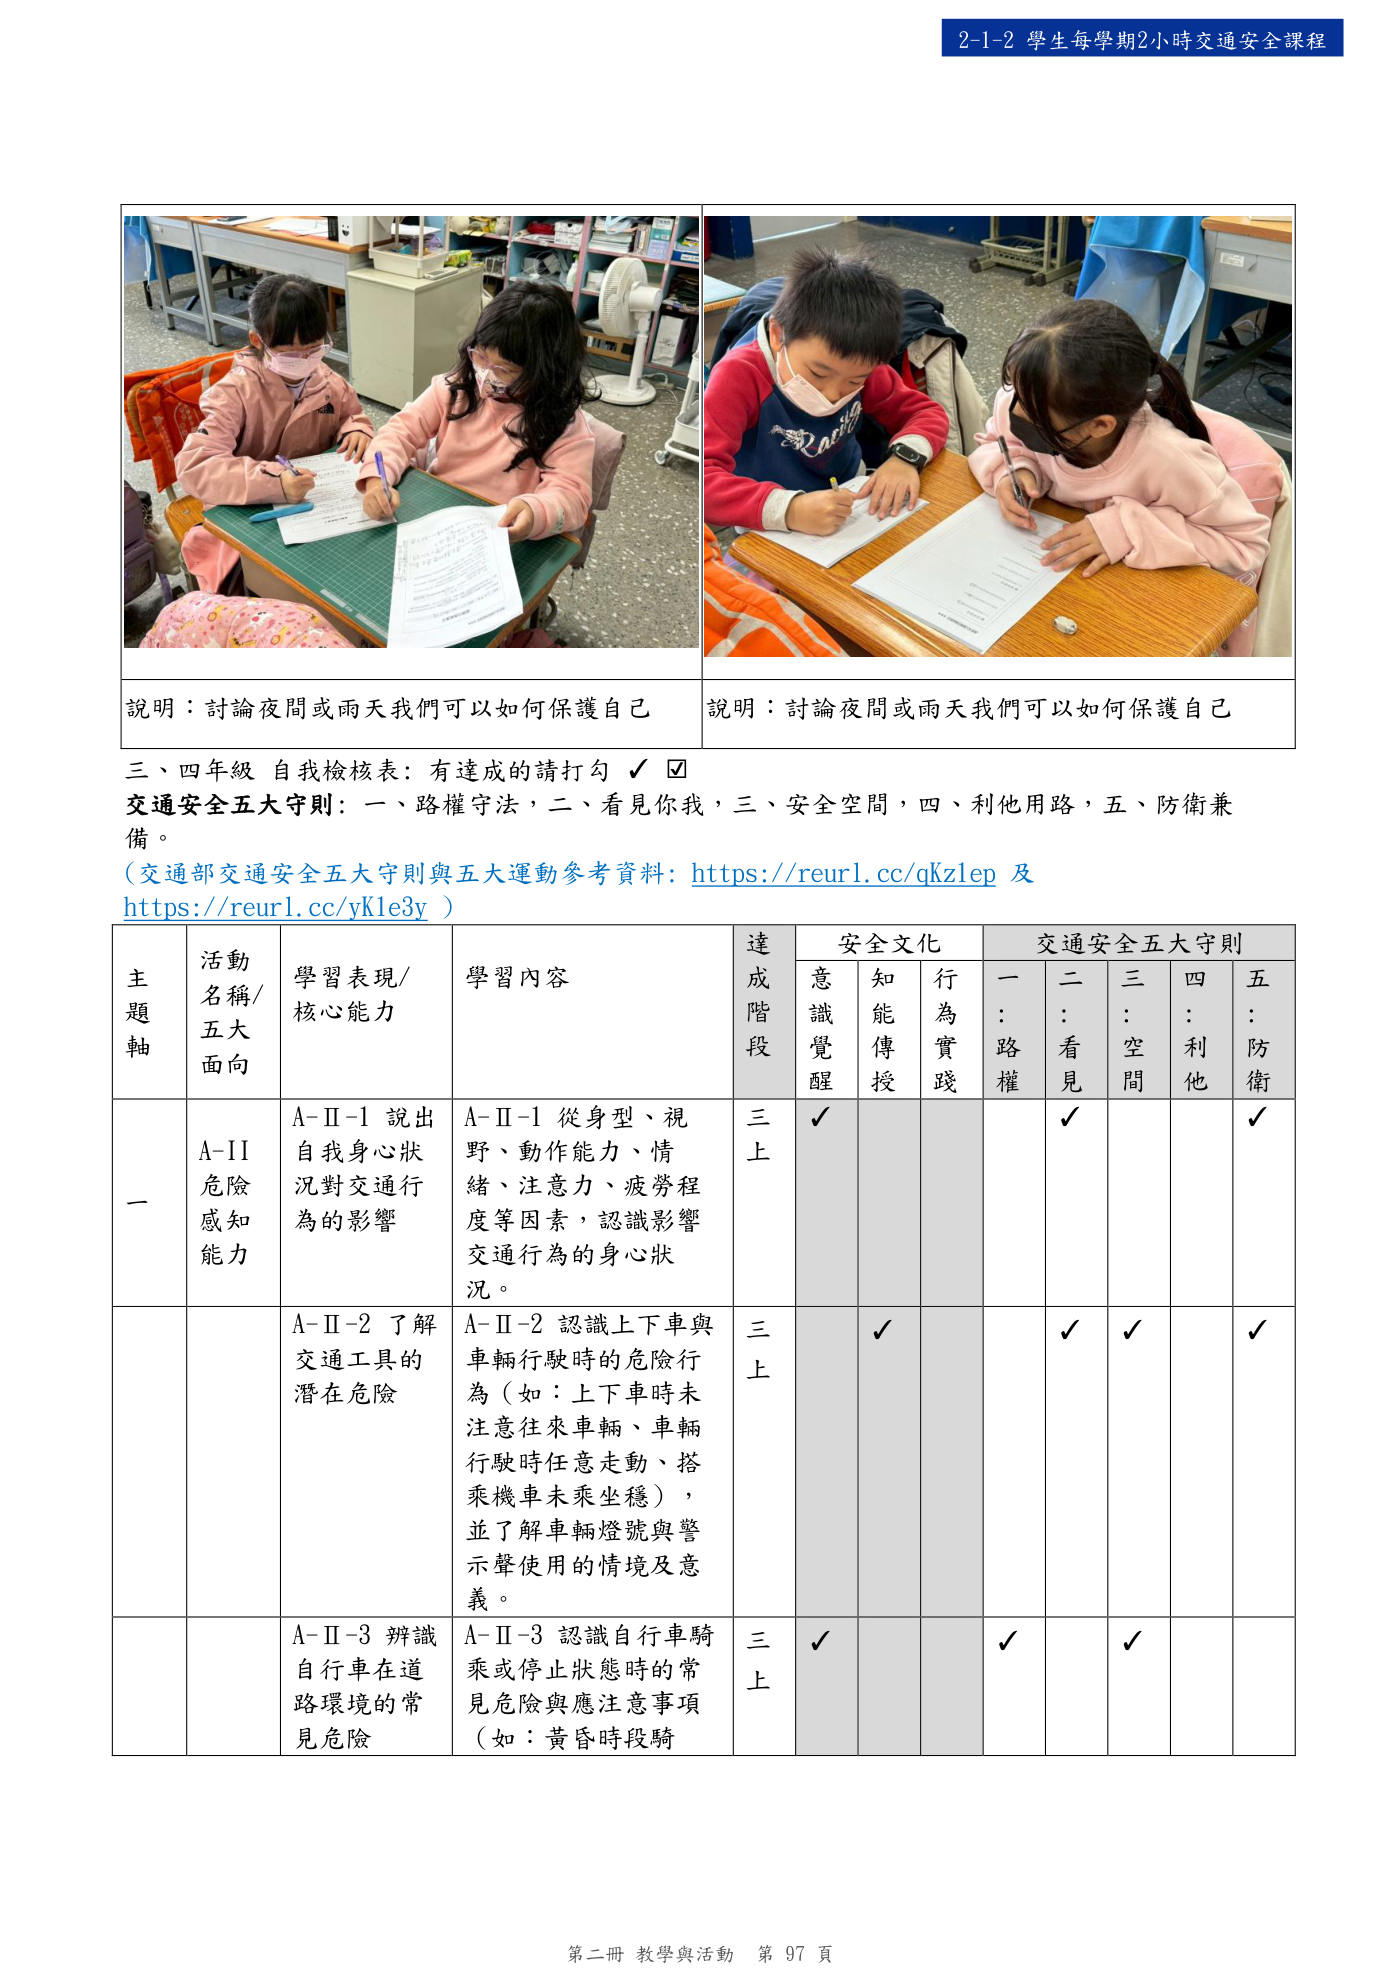 2-1-2 學生每學期2小時交通安全課程
說明：討論夜間或雨天我們可以如何保護自己
說明：討論夜間或雨天我們可以如何保護自己
三、四年級 自我檢核表: 有達成的請打勾 ✓ ☑
交通安全五大守則: 一、路權守法，二、看見你我，三、安全空間，四、利他用路，五、防衛兼
備。
(交通部交通安全五大守則與五大運動參考資料: https://reurl.cc/qKz1ep 及
https://reurl.cc/yK1e3y )
主題軸
活動名稱/五大面向
學習表現/
核心能力
學習內容
達成階段
安全文化
交通安全五大守則
意識覺醒
知能傳授
行為實踐
一:路權
二:看見
三:空間
四:利他
五:防衛
一
A-II
危險
感知
能力
A-Ⅱ-1 說出
自我身心狀
況對交通行
為的影響
A-Ⅱ-1 從身型、視
野、動作能力、情
緒、注意力、疲勞程
度等因素，認識影響
交通行為的身心狀
況。
三
上
✓ ✓ ✓
A-Ⅱ-2 了解
交通工具的
潛在危險
A-Ⅱ-2 認識上下車與
車輛行駛時的危險行
為（如：上下車時未
注意往來車輛、車輛
行駛時任意走動、搭
乘機車未乘坐穩），
並了解車輛燈號與警
示聲使用的情境及意
義。
三
上
✓ ✓ ✓ ✓
A-Ⅱ-3 辨識
自行車在道
路環境的常
見危險
A-Ⅱ-3 認識自行車騎
乘或停止狀態時的常
見危險與應注意事項
（如：黃昏時段騎
三
上
✓ ✓ ✓
第二冊 教學與活動 第 97 頁